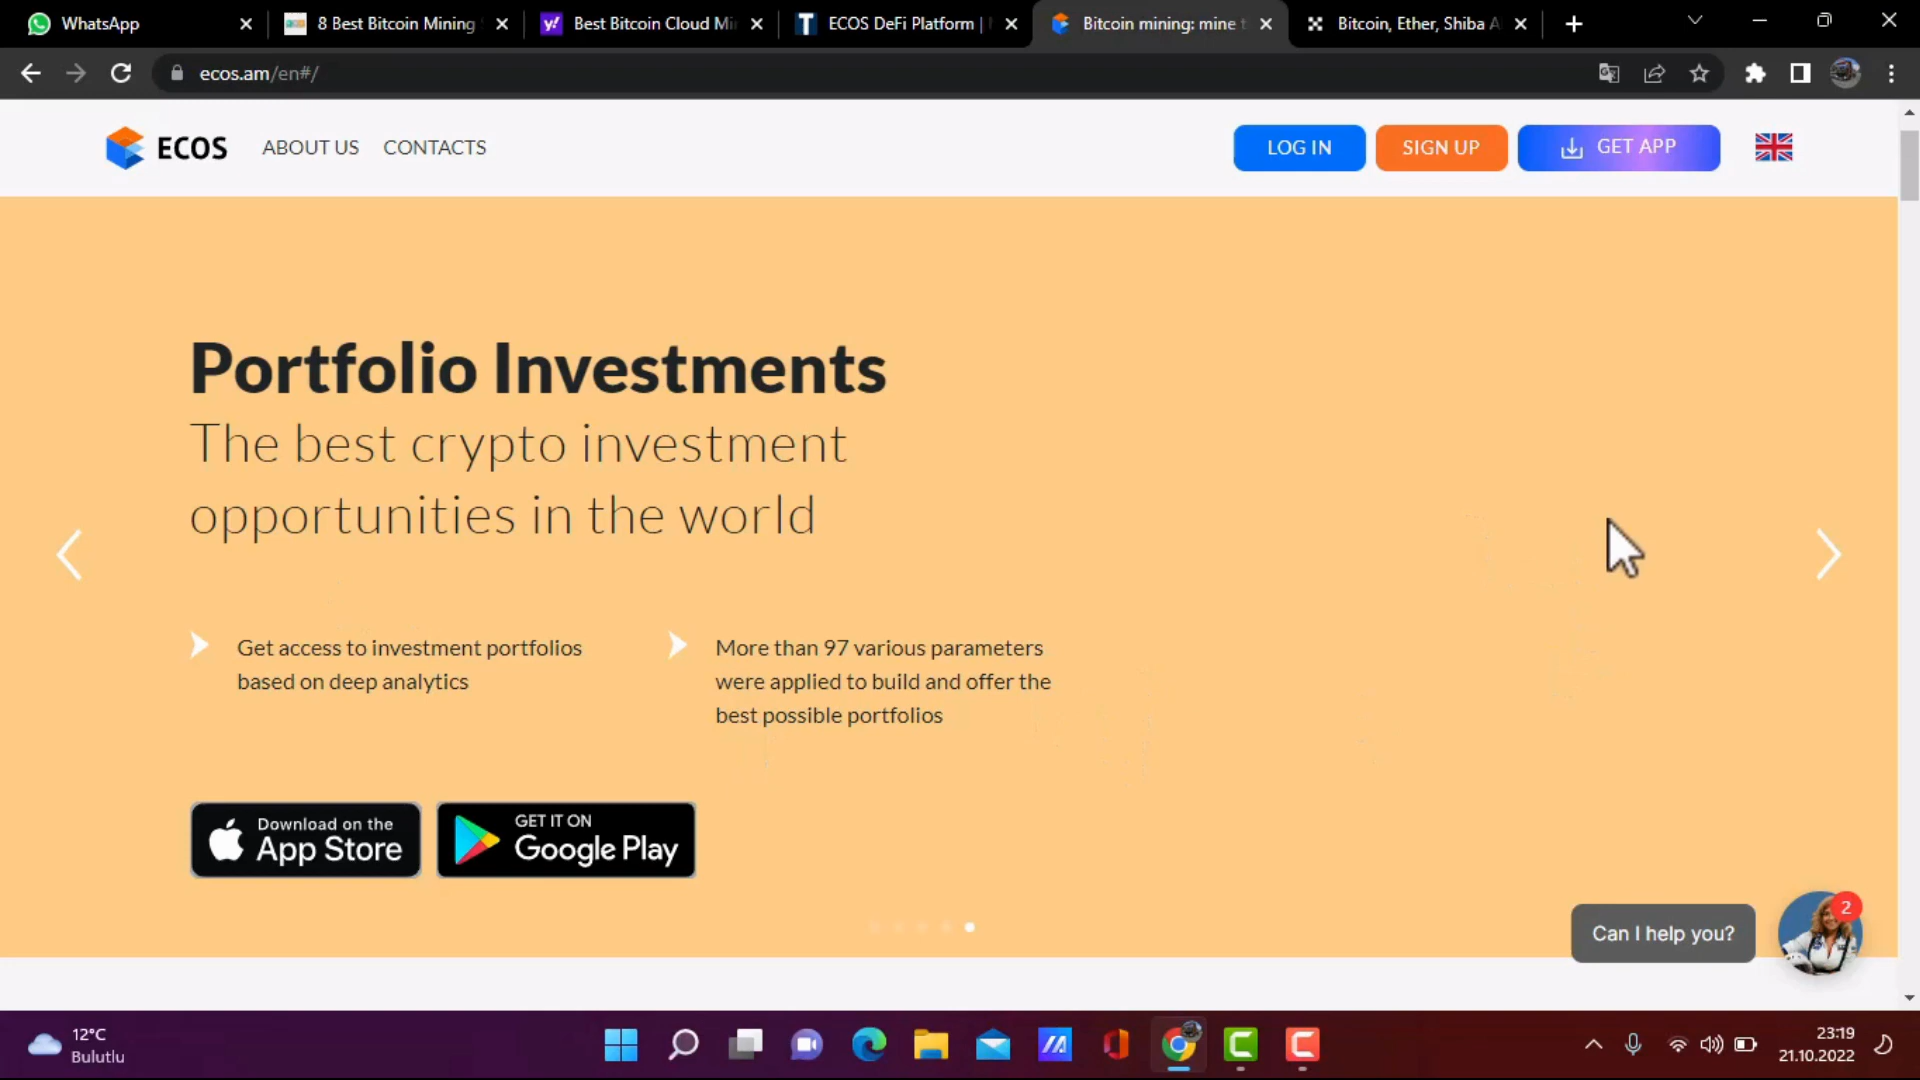 WhatsApp
8 Best Bitcoin Mining
Best Bitcoin Cloud Mi
ECOS DeFi Platform |
Bitcoin mining: mine
Bitcoin, Ether, Shiba A
ecos.am/en#/
ECOS
ABOUT US
CONTACTS
LOG IN
SIGN UP
GET APP
Portfolio Investments
The best crypto investment
opportunities in the world
Get access to investment portfolios
based on deep analytics
More than 97 various parameters
were applied to build and offer the
best possible portfolios
Download on the
App Store
GET IT ON
Google Play
2
Can I help you?
12°C
Bulutlu
23:19
21.10.2022